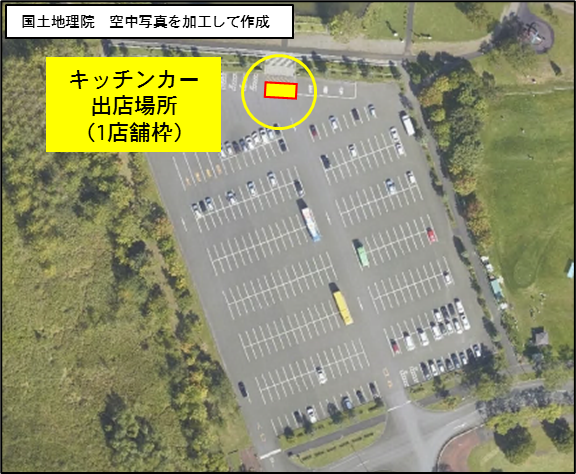 国土地理院　空中写真を加工して作成
キッチンカー
出店場所
（1店舗枠）